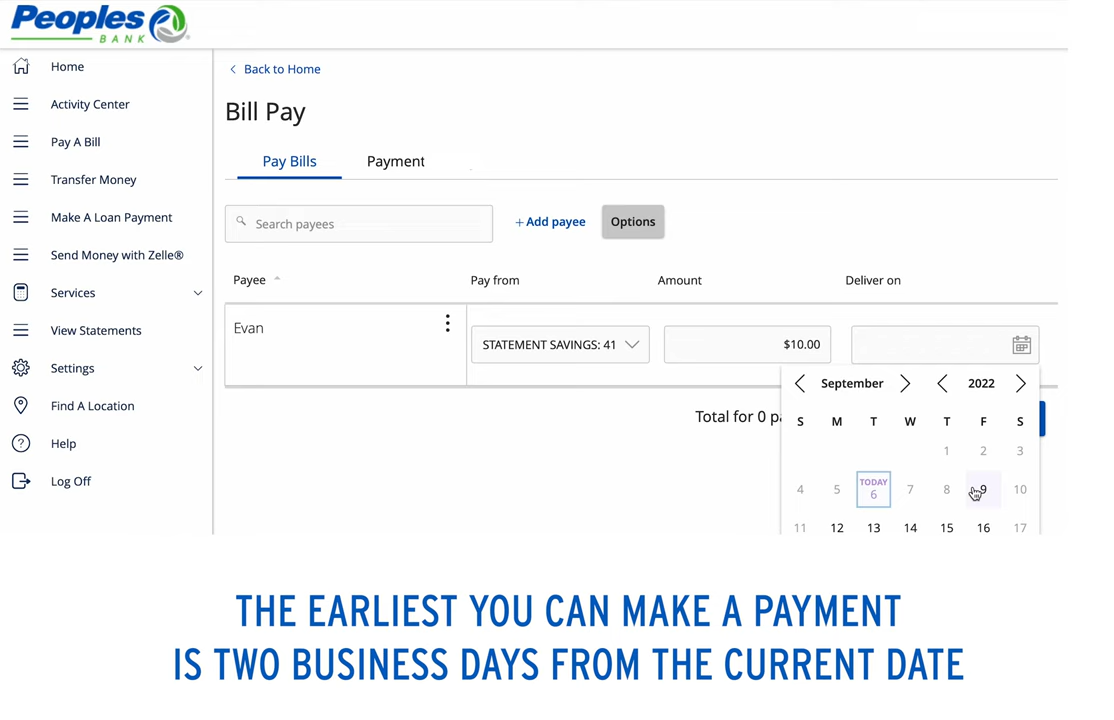 Peoples
BANK
Home
Activity Center
Pay A Bill
Transfer Money
Make A Loan Payment
Send Money with Zelle®
Services
View Statements
Settings
Find A Location
Help
Log Off
Back to Home
Bill Pay
Pay Bills Payment
Search payees + Add payee Options
Payee Pay from Amount Deliver on
Evan STATEMENT SAVINGS: 41 $10.00
September 2022
S M T W T F S
1 2 3
TODAY
4 5 6 7 8 9 10
11 12 13 14 15 16 17
Total for 0 pa
THE EARLIEST YOU CAN MAKE A PAYMENT
IS TWO BUSINESS DAYS FROM THE CURRENT DATE